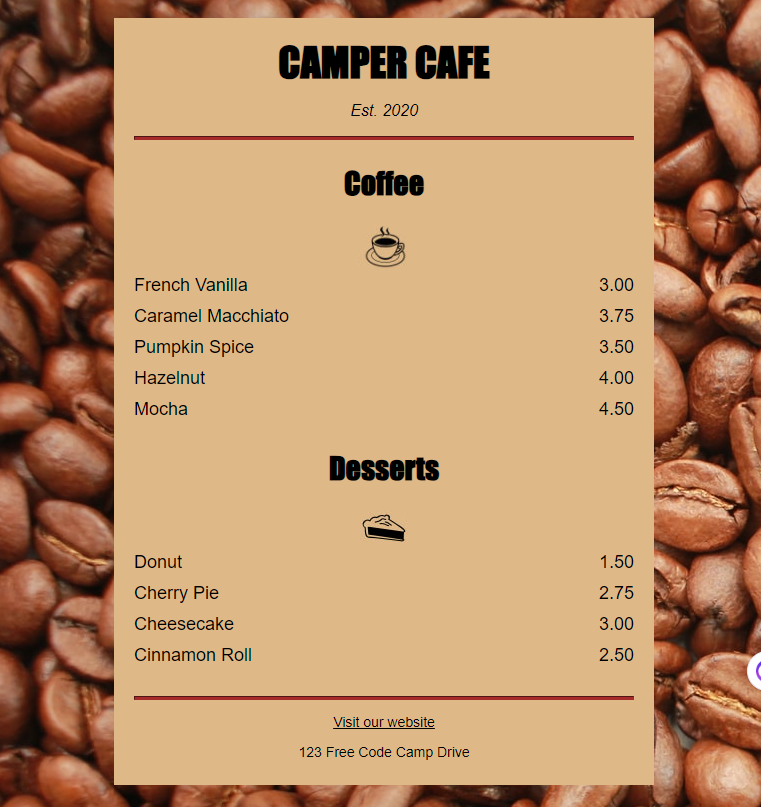 CAMPER CAFE
Est. 2020
Coffee
French Vanilla 3.00
Caramel Macchiato 3.75
Pumpkin Spice 3.50
Hazelnut 4.00
Mocha 4.50
Desserts
Donut 1.50
Cherry Pie 2.75
Cheesecake 3.00
Cinnamon Roll 2.50
Visit our website
123 Free Code Camp Drive